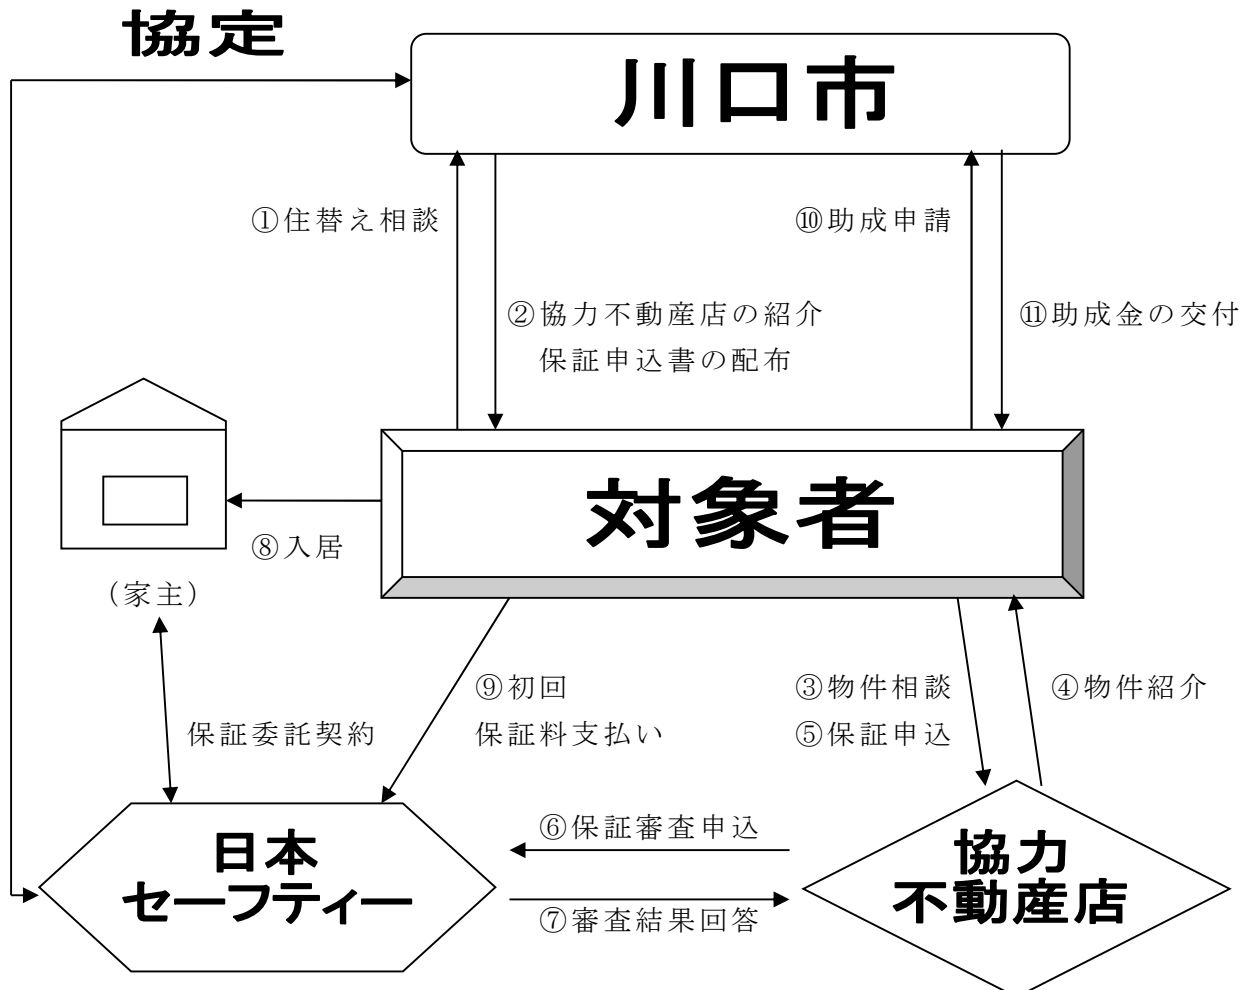 協定
川口市
①住替え相談
⑩助成申請
②協力不動産店の紹介
保証申込書の配布
⑪助成金の交付
対象者
⑧入居
（家主）
⑨初回
保証料支払い
③物件相談
⑤保証申込
④物件紹介
保証委託契約
⑥保証審査申込
日本
セーフティー
協力
不動産店
⑦審査結果回答